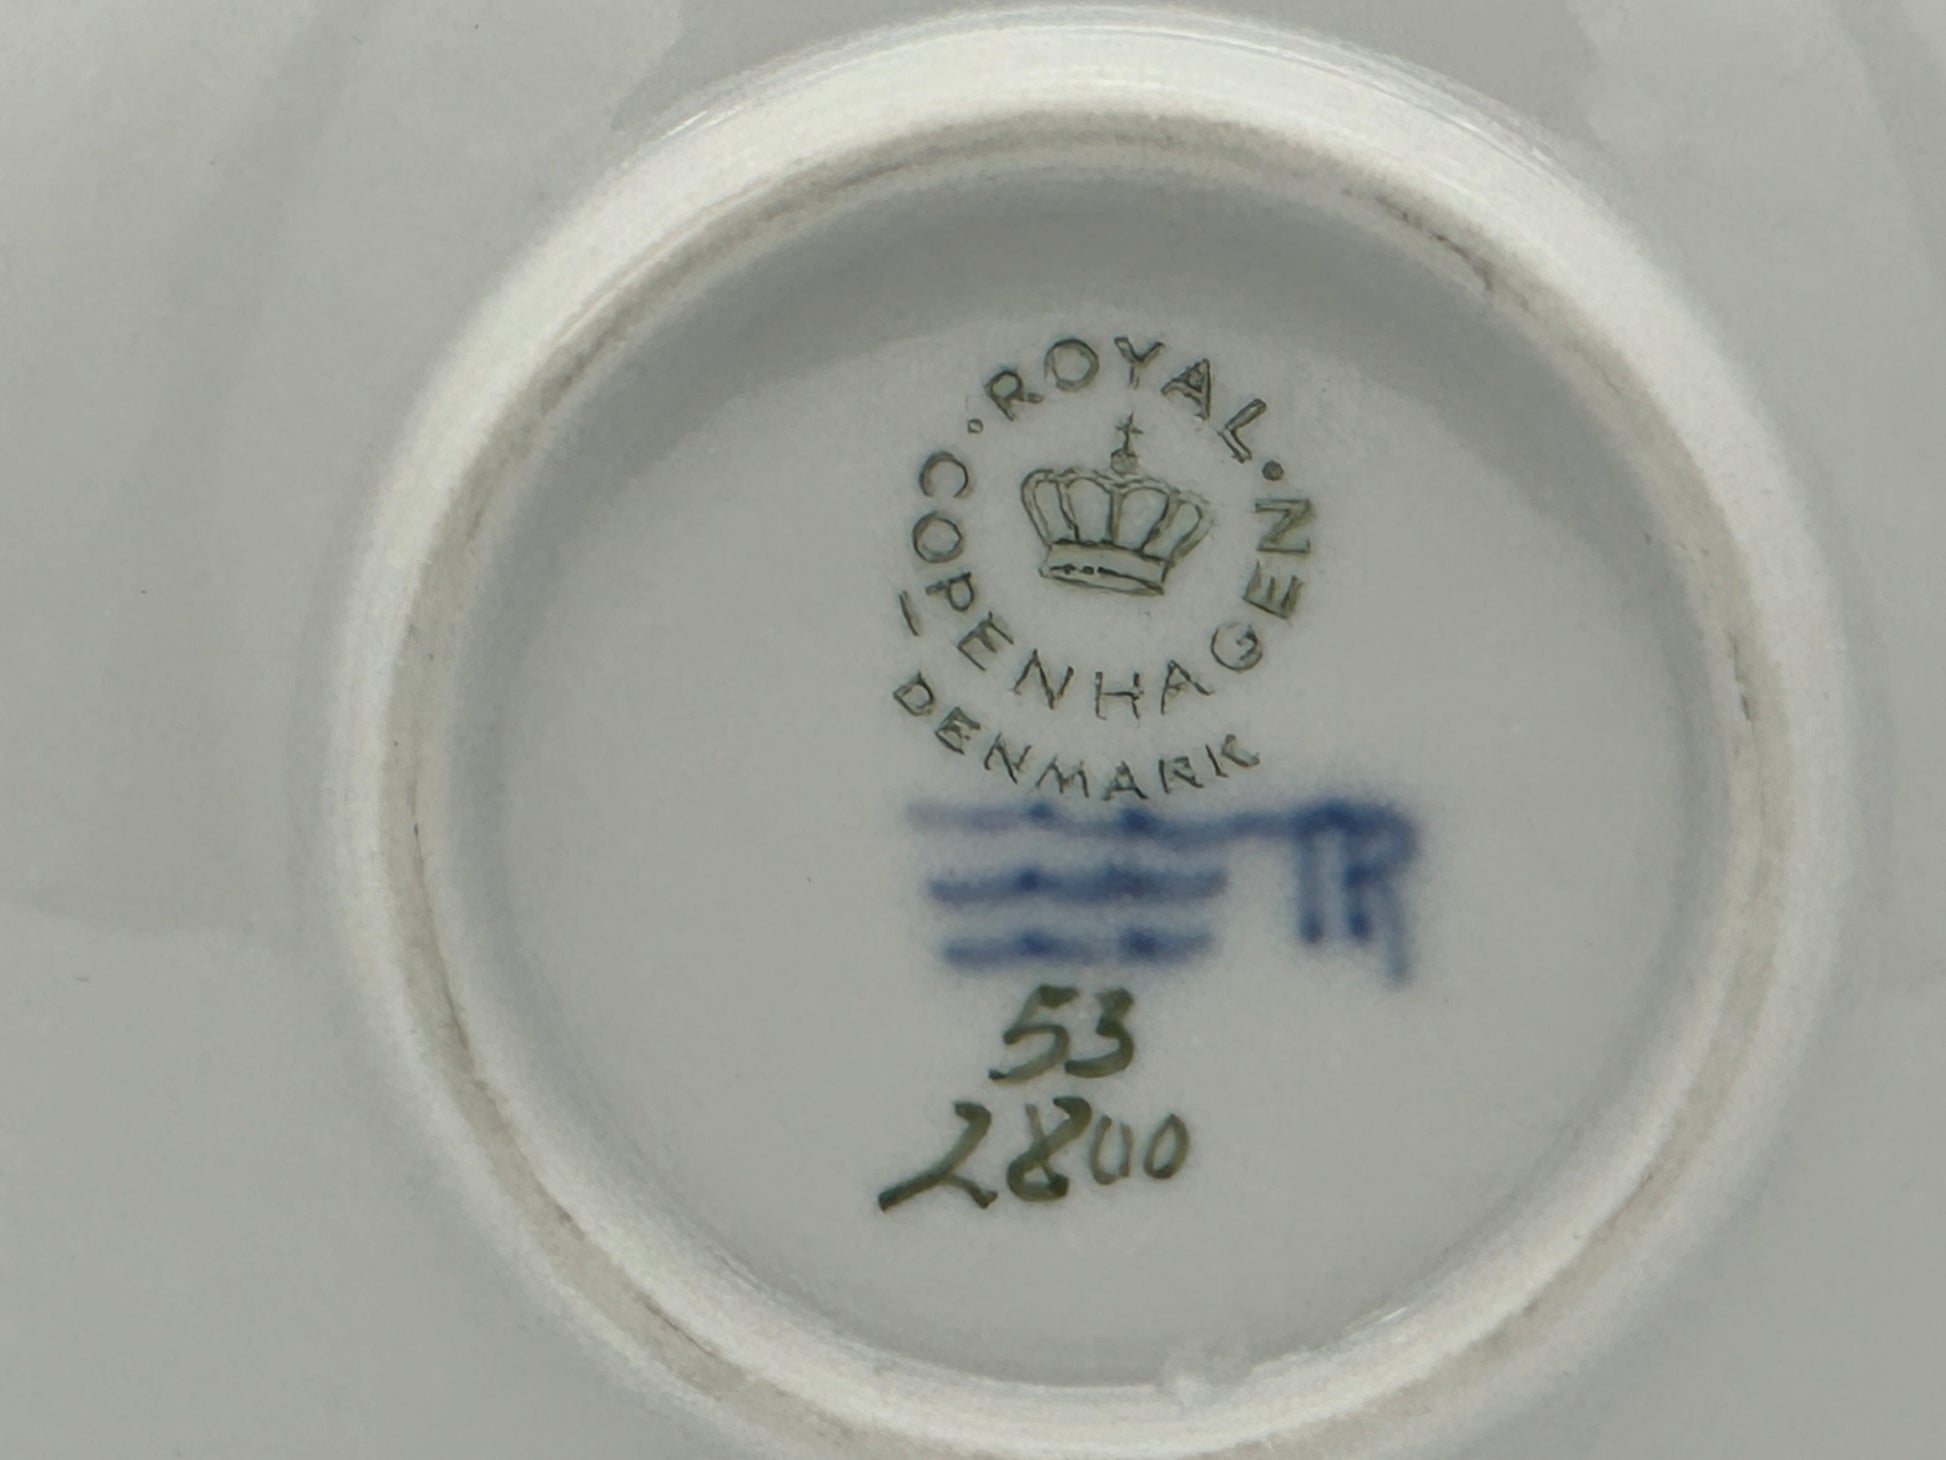 · ROYAL ·
COPENHAGEN
DENMARK
53
2800